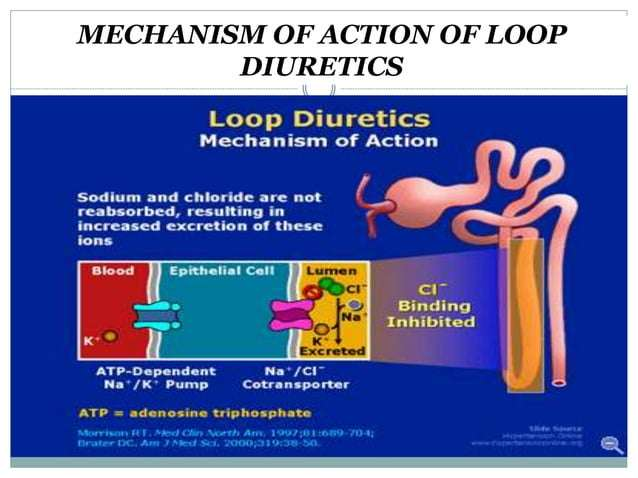 MECHANISM OF ACTION OF LOOP
DIURETICS
Loop Diuretics
Mechanism of Action
Sodium and chloride are not
reabsorbed, resulting in
increased excretion of these
ions
Blood
Epithelial Cell
Lumen
Cl⁻
Na⁺
K⁺
K⁺
Excreted
Cl⁻
Binding
Inhibited
ATP-Dependent
Na⁺/K⁺ Pump
Na⁺/Cl⁻
Cotransporter
ATP = adenosine triphosphate
Morrison RT. Med Clin North Am. 1997;81:689-704;
Brater DC. Am J Med Sci. 2000;319:38-50.
Slide Source
Hypertension Online
www.hypertensiononline.org